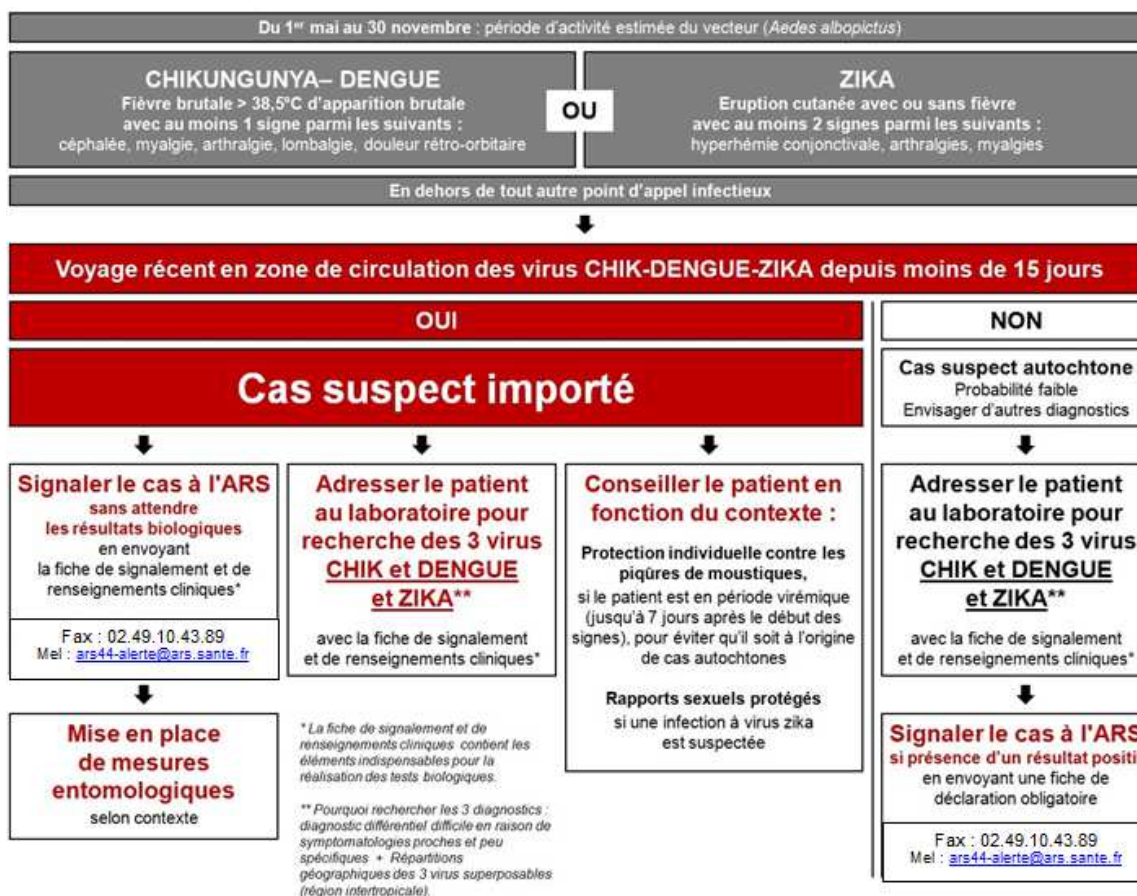 Du 1er mai au 30 novembre : période d'activité estimée du vecteur (Aedes albopictus)
CHIKUNGUNYA– DENGUE
Fièvre brutale > 38,5°C d'apparition brutale
avec au moins 1 signe parmi les suivants :
céphalée, myalgie, arthralgie, lombalgie, douleur rétro-orbitaire
OU
ZIKA
Eruption cutanée avec ou sans fièvre
avec au moins 2 signes parmi les suivants :
hyperhémie conjonctivale, arthralgies, myalgies
En dehors de tout autre point d'appel infectieux
Voyage récent en zone de circulation des virus CHIK-DENGUE-ZIKA depuis moins de 15 jours
OUI
Cas suspect importé
Signaler le cas à l'ARS
sans attendre
les résultats biologiques
en envoyant
la fiche de signalement et de
renseignements cliniques*
Fax : 02.49.10.43.89
Mel : ars44-alerte@ars.sante.fr
Mise en place
de mesures
entomologiques
selon contexte
Adresser le patient
au laboratoire pour
recherche des 3 virus
CHIK et DENGUE
et ZIKA**
avec la fiche de signalement
et de renseignements cliniques*
* La fiche de signalement et de
renseignements cliniques contient les
éléments indispensables pour la
réalisation des tests biologiques.
** Pourquoi rechercher les 3 diagnostics :
diagnostic différentiel difficile en raison de
symptomatologies proches et peu
spécifiques + Répartitions
géographiques des 3 virus superposables
(région intertropicale).
Conseiller le patient en
fonction du contexte :
Protection individuelle contre les
piqûres de moustiques,
si le patient est en période virémique
(jusqu'à 7 jours après le début des
signes), pour éviter qu'il soit à l'origine
de cas autochtones
Rapports sexuels protégés
si une infection à virus zika
est suspectée
NON
Cas suspect autochtone
Probabilité faible
Envisager d'autres diagnostics
Adresser le patient
au laboratoire pour
recherche des 3 virus
CHIK et DENGUE
et ZIKA**
avec la fiche de signalement
et de renseignements cliniques*
Signaler le cas à l'ARS
si présence d'un résultat positi
en envoyant une fiche de
déclaration obligatoire
Fax : 02.49.10.43.89
Mel : ars44-alerte@ars.sante.fr